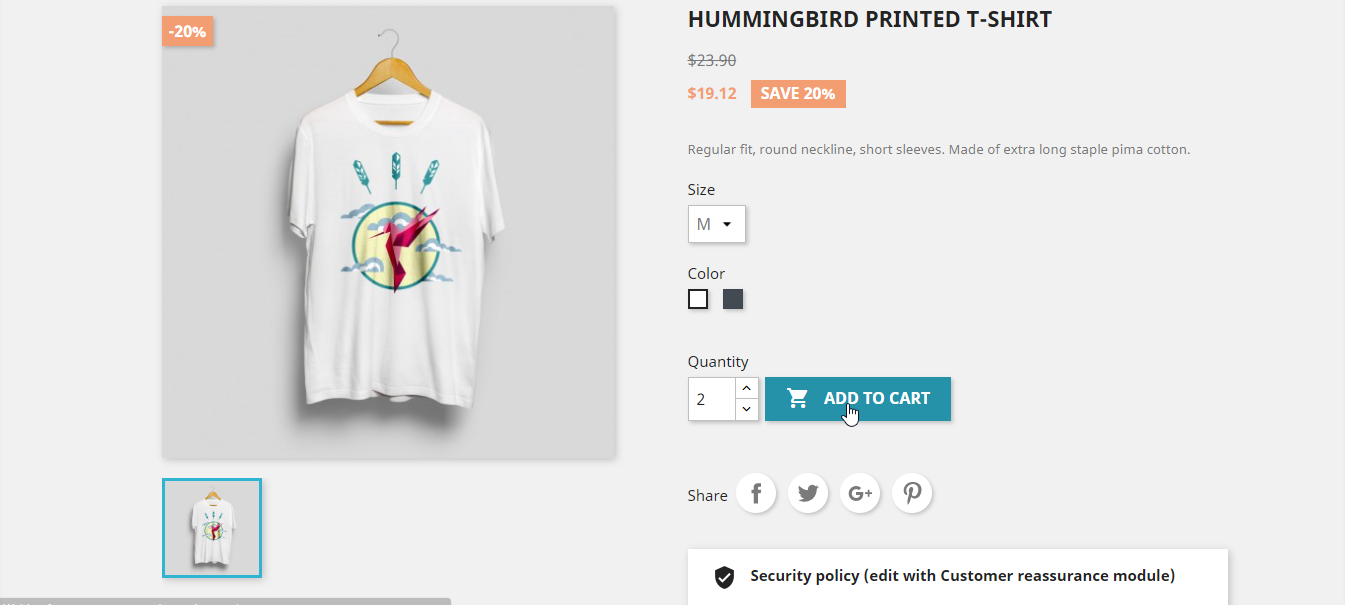 -20%
HUMMINGBIRD PRINTED T-SHIRT
$23.90
$19.12 SAVE 20%
Regular fit, round neckline, short sleeves. Made of extra long staple pima cotton.
Size
M
Color
Quantity
2 ADD TO CART
Share
Security policy (edit with Customer reassurance module)